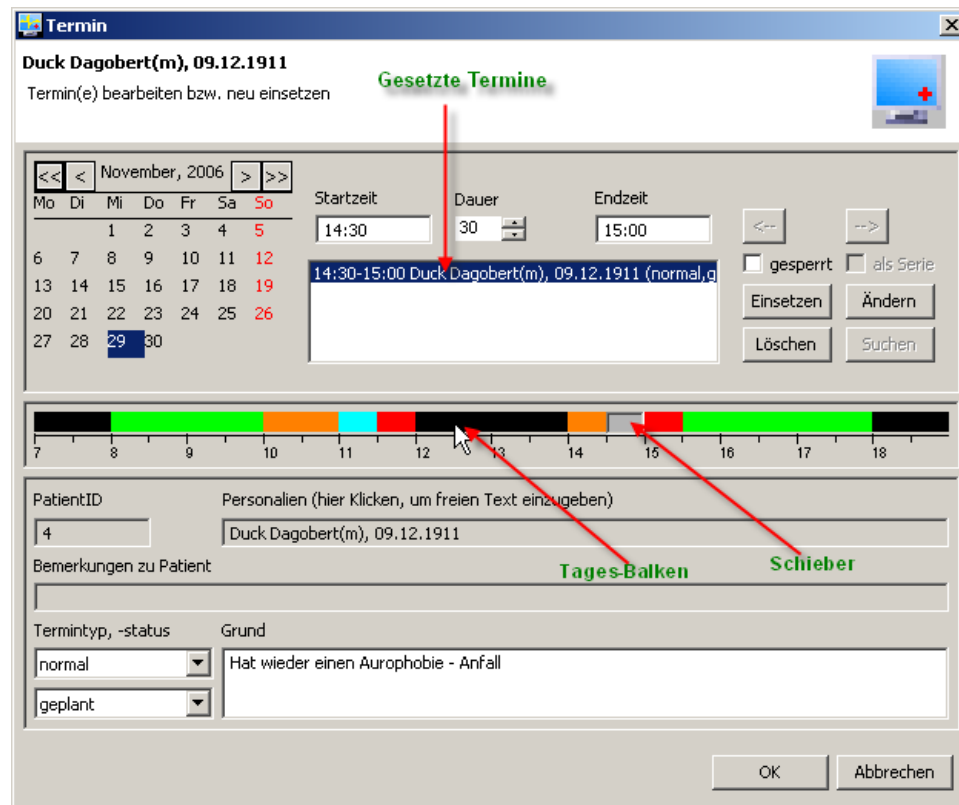 Termin
Duck Dagobert(m), 09.12.1911
Termin(e) bearbeiten bzw. neu einsetzen
Gesetzte Termine
<< < November, 2006 > >>
Mo Di Mi Do Fr Sa So
1 2 3 4 5
6 7 8 9 10 11 12
13 14 15 16 17 18 19
20 21 22 23 24 25 26
27 28 29 30
Startzeit Dauer Endzeit
14:30 30 15:00
14:30-15:00 Duck Dagobert(m), 09.12.1911 (normal,g
<-- -->
gesperrt als Serie
Einsetzen Ändern
Löschen Suchen
7 8 9 10 11 12 13 14 15 16 17 18
PatientID Personalien (hier Klicken, um freien Text einzugeben)
4 Duck Dagobert(m), 09.12.1911
Bemerkungen zu Patient
Tages-Balken Schieber
Termintyp, -status Grund
normal Hat wieder einen Aurophobie - Anfall
geplant
OK Abbrechen